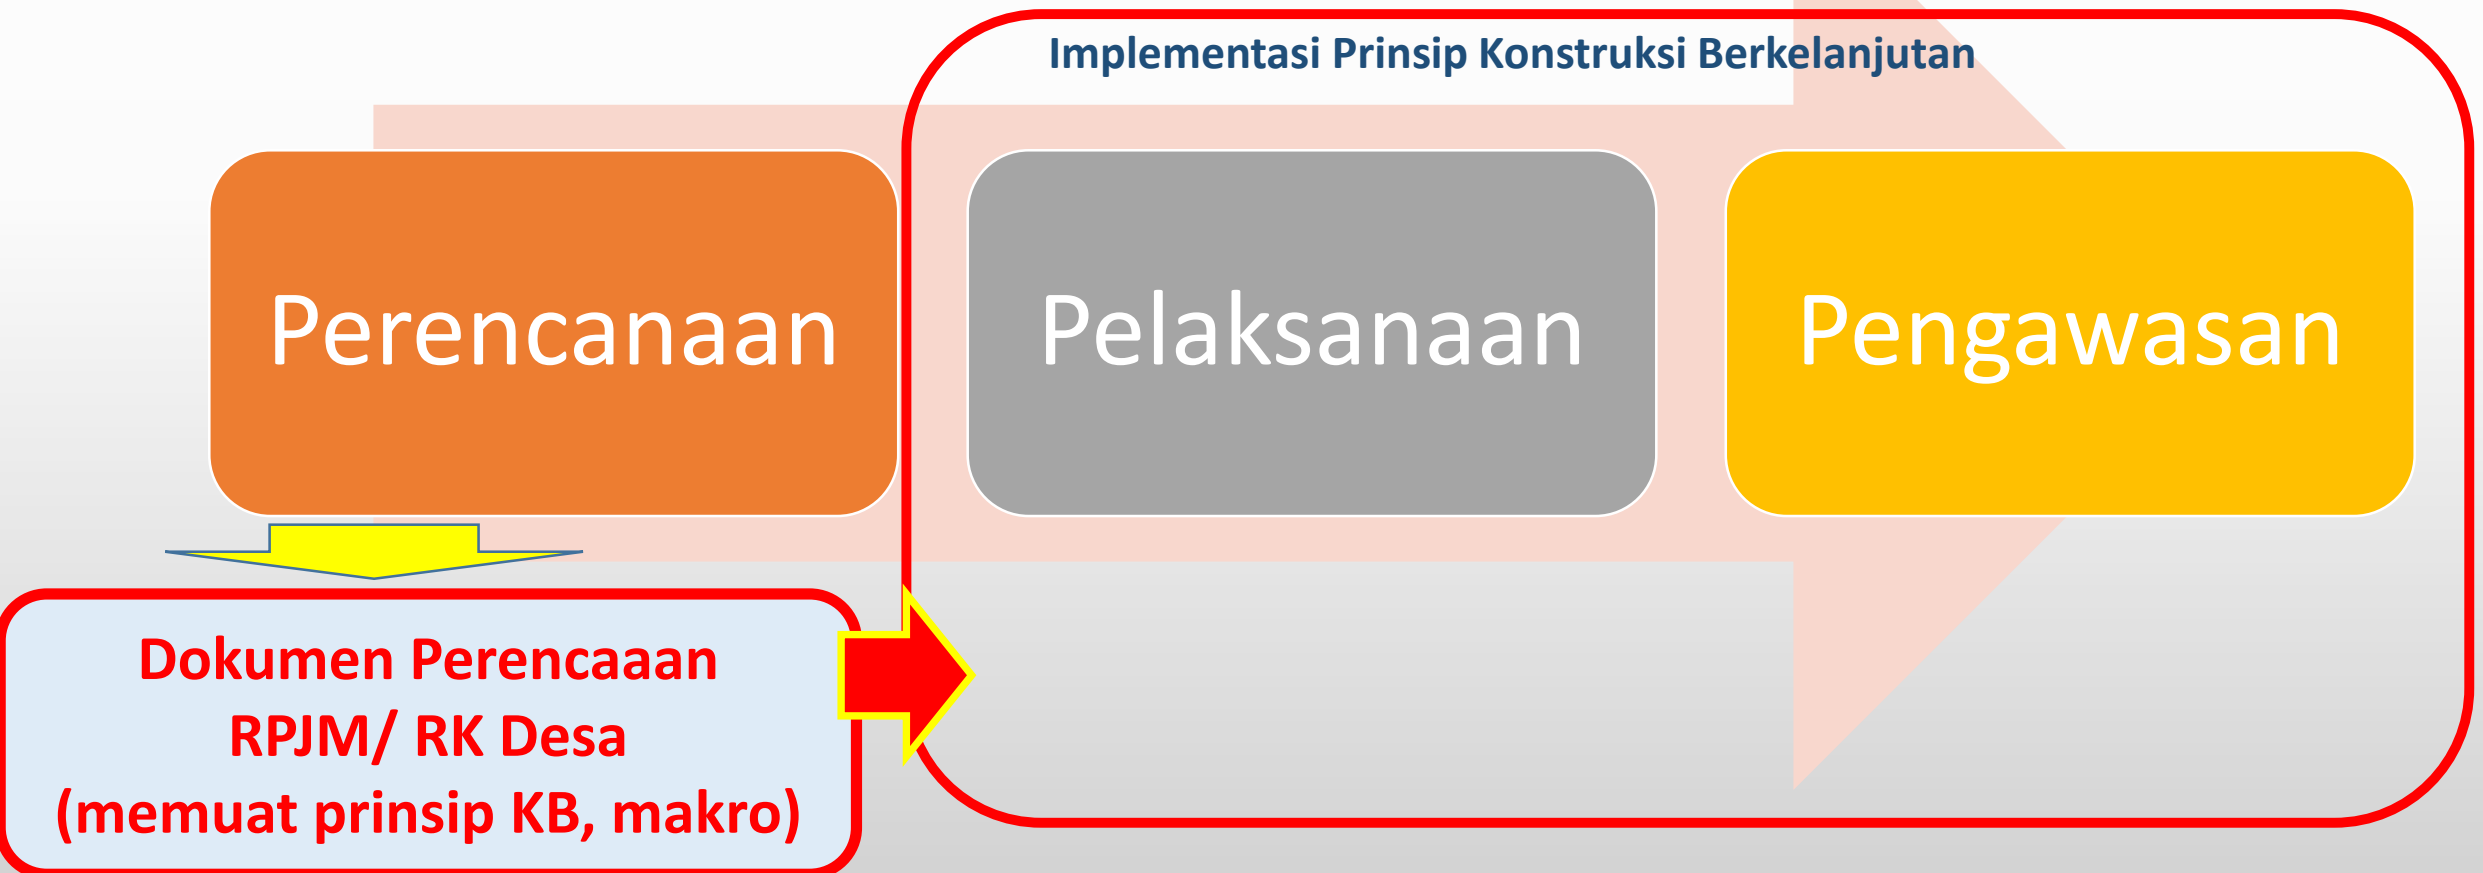 Implementasi Prinsip Konstruksi Berkelanjutan
Perencanaan
Pelaksanaan
Pengawasan
Dokumen Perencaaan
RPJM/ RK Desa
(memuat prinsip KB, makro)